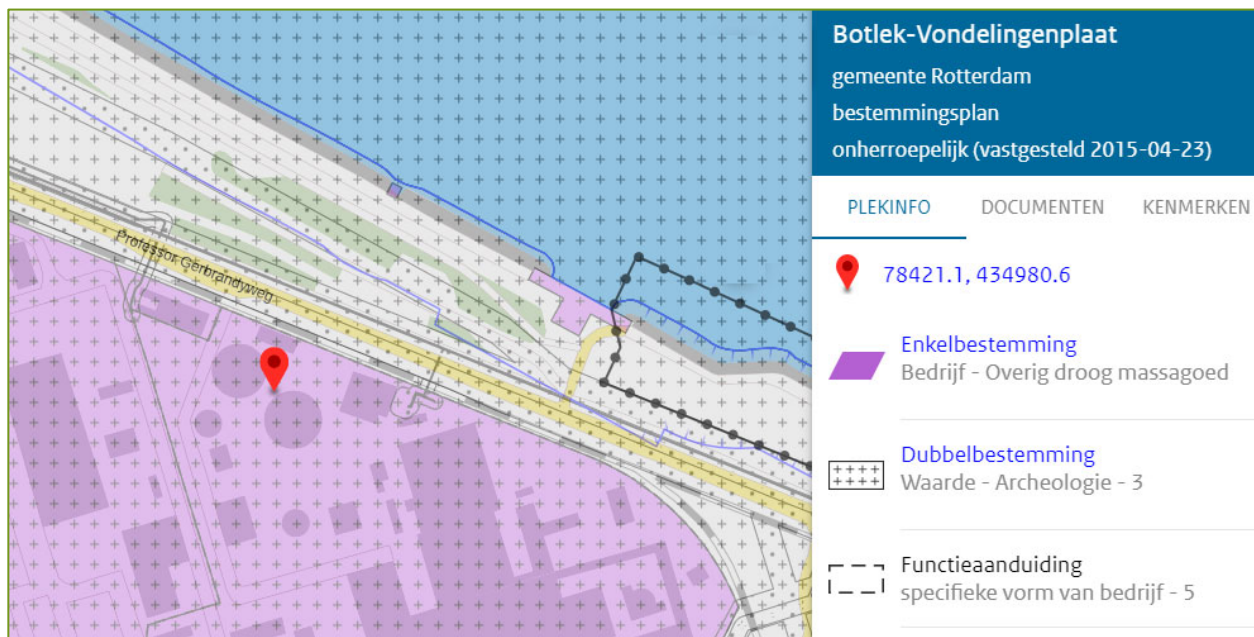 Professor Gerbrandyweg
Botlek-Vondelingenplaat
gemeente Rotterdam
bestemmingsplan
onherroepelijk (vastgesteld 2015-04-23)
PLEKINFO DOCUMENTEN KENMERKEN
78421.1, 434980.6
Enkelbestemming
Bedrijf - Overig droog massagoed
Dubbelbestemming
Waarde - Archeologie - 3
Functieaanduiding
specifieke vorm van bedrijf - 5